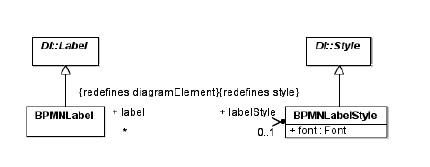 DI::Label
DI::Style
{redefines diagramElement}{redefines style}
BPMNLabel
+ label
+ labelStyle
BPMNLabelStyle
*
0..1
+ font : Font